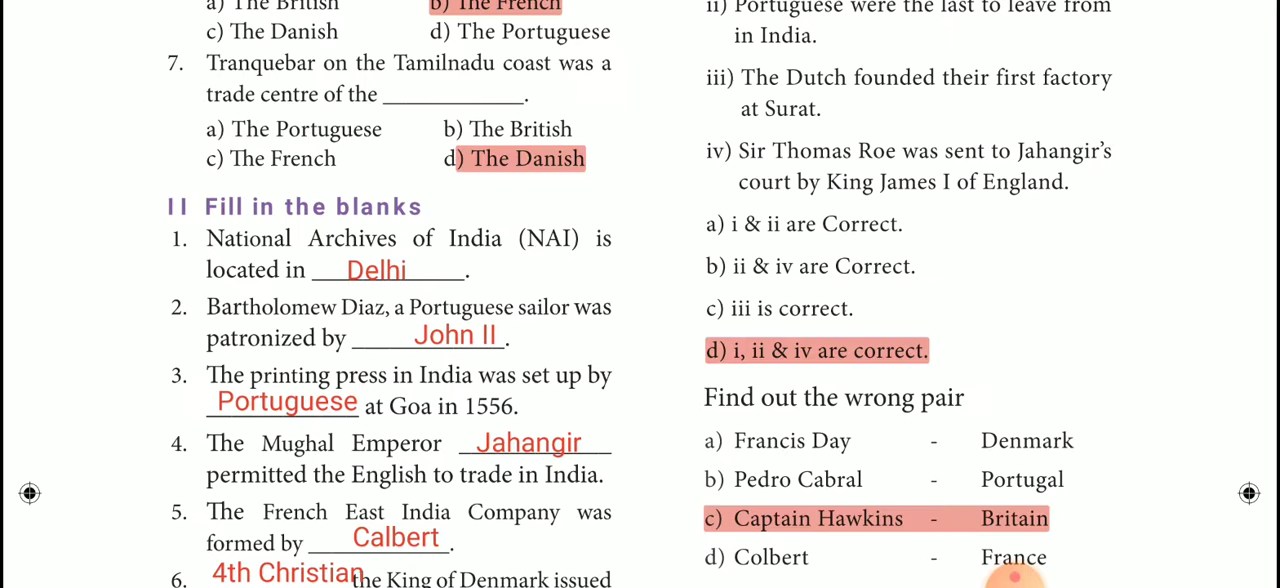 a) The British b) The French
c) The Danish d) The Portuguese
7. Tranquebar on the Tamilnadu coast was a
trade centre of the ____________.
a) The Portuguese b) The British
c) The French d) The Danish
II Fill in the blanks
1. National Archives of India (NAI) is
located in ___Delhi___.
2. Bartholomew Diaz, a Portuguese sailor was
patronized by ___John II___.
3. The printing press in India was set up by
Portuguese at Goa in 1556.
4. The Mughal Emperor Jahangir
permitted the English to trade in India.
5. The French East India Company was
formed by ___Calbert___.
6. 4th Christian the King of Denmark issued
ii) Portuguese were the last to leave from
in India.
iii) The Dutch founded their first factory
at Surat.
iv) Sir Thomas Roe was sent to Jahangir’s
court by King James I of England.
a) i & ii are Correct.
b) ii & iv are Correct.
c) iii is correct.
d) i, ii & iv are correct.
Find out the wrong pair
a) Francis Day - Denmark
b) Pedro Cabral - Portugal
c) Captain Hawkins - Britain
d) Colbert - France